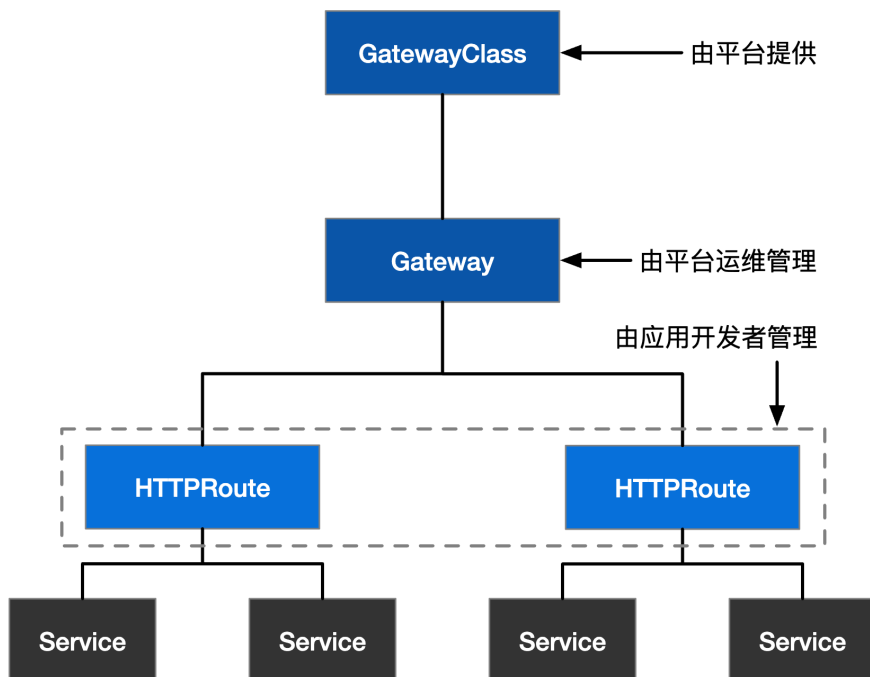 GatewayClass
由平台提供
Gateway
由平台运维管理
由应用开发者管理
HTTPRoute
HTTPRoute
Service
Service
Service
Service